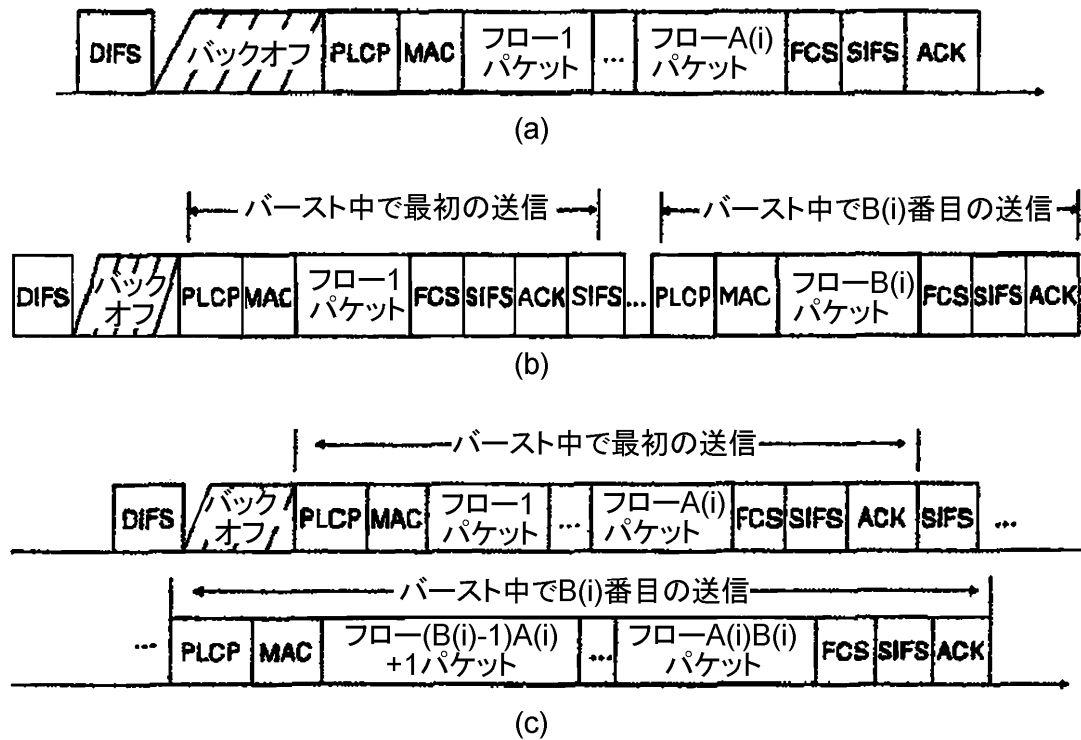 DIFS バックオフ PLCP MAC フロー1 パケット ... フローA(i) パケット FCS SIFS ACK
(a)
バースト中で最初の送信 バースト中でB(i)番目の送信
DIFS バック オフ PLCP MAC フロー1 パケット FCS SIFS ACK SIFS ... PLCP MAC フローB(i) パケット FCS SIFS ACK
(b)
バースト中で最初の送信
DIFS バック オフ PLCP MAC フロー1 パケット ... フローA(i) パケット FCS SIFS ACK SIFS ...
バースト中でB(i)番目の送信
... PLCP MAC フロー(B(i)-1)A(i) +1パケット ... フローA(i)B(i) パケット FCS SIFS ACK
(c)